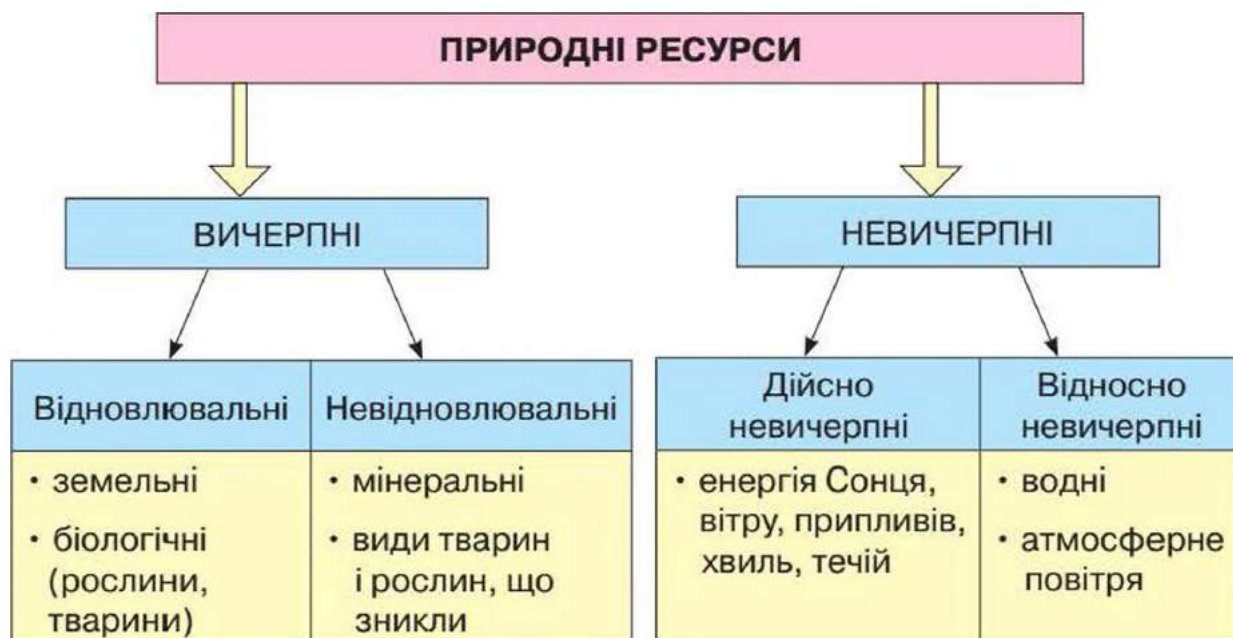 ПРИРОДНІ РЕСУРСИ
ВИЧЕРПНІ
НЕВИЧЕРПНІ
Відновлювальні
• земельні
• біологічні
(рослини,
тварини)
Невідновлювальні
• мінеральні
• види тварин
і рослин, що
зникли
Дійсно
невичерпні
• енергія Сонця,
вітру, припливів,
хвиль, течій
Відносно
невичерпні
• водні
• атмосферне
повітря